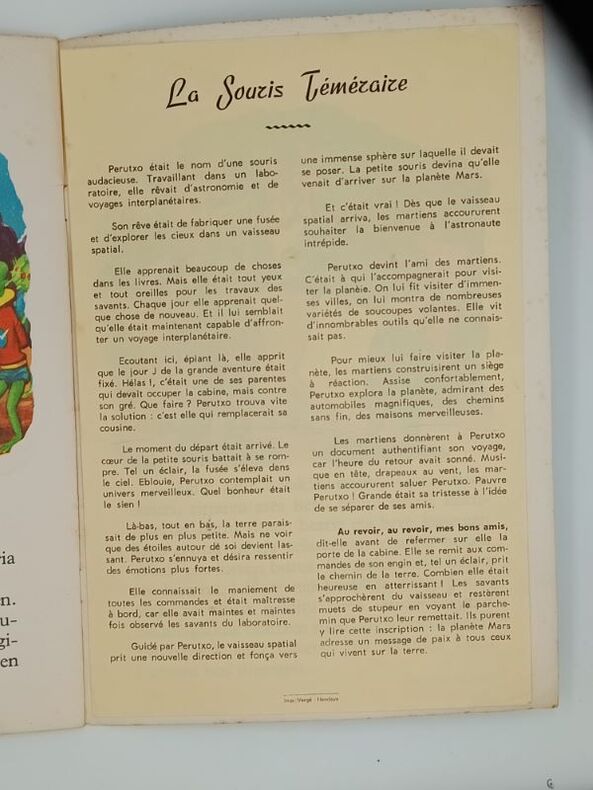 La Souris Téméraire
Perutxo était le nom d'une souris
audacieuse. Travaillant dans un labo-
ratoire, elle rêvait d'astronomie et de
voyages interplanétaires.
Son rêve était de fabriquer une fusée
et d'explorer les cieux dans un vaisseau
spatial.
Elle apprenait beaucoup de choses
dans les livres. Mais elle était tout yeux
et tout oreilles pour les travaux des
savants. Chaque jour elle apprenait quel-
que chose de nouveau. Et il lui semblait
qu'elle était maintenant capable d'affron-
ter un voyage interplanétaire.
Ecoutant ici, épiant là, elle apprit
que le jour J de la grande aventure était
fixé. Hélas !, c'était une de ses parentes
qui devait occuper la cabine, mais contre
son gré. Que faire ? Perutxo trouva vite
la solution : c'est elle qui remplacerait sa
cousine.
Le moment du départ était arrivé. Le
cœur de la petite souris battait à se rom-
pre. Tel un éclair, la fusée s'éleva dans
le ciel. Eblouie, Perutxo contemplait un
univers merveilleux. Quel bonheur était
le sien !
Là-bas, tout en bas, la terre parais-
sait de plus en plus petite. Mais ne voir
que des étoiles autour de soi devient las-
sant. Perutxo s'ennuya et désira ressentir
des émotions plus fortes.
Elle connaissait le maniement de
toutes les commandes et était maîtresse
à bord, car elle avait maintes et maintes
fois observé les savants du laboratoire.
Guidé par Perutxo, le vaisseau spatial
prit une nouvelle direction et fonça vers
une immense sphère sur laquelle il devait
se poser. La petite souris devina qu'elle
venait d'arriver sur la planète Mars.
Et c'était vrai ! Dès que le vaisseau
spatial arriva, les martiens accoururent
souhaiter la bienvenue à l'astronaute
intrépide.
Perutxo devint l'ami des martiens.
C'était à qui l'accompagnerait pour visi-
ter la planète. On lui fit visiter d'immen-
ses villes, on lui montra de nombreuses
variétés de soucoupes volantes. Elle vit
d'innombrables outils qu'elle ne connais-
sait pas.
Pour mieux lui faire visiter la pla-
nète, les martiens construisirent un siège
à réaction. Assise confortablement,
Perutxo explora la planète, admirant des
automobiles magnifiques, des chemins
sans fin, des maisons merveilleuses.
Les martiens donnèrent à Perutxo
un document authentifiant son voyage,
car l'heure du retour avait sonné. Musi-
que en tête, drapeaux au vent, les mar-
tiens accoururent saluer Perutxo. Pauvre
Perutxo ! Grande était sa tristesse à l'idée
de se séparer de ses amis.
Au revoir, au revoir, mes bons amis,
dit-elle avant de refermer sur elle la
porte de la cabine. Elle se remit aux com-
mandes de son engin et, tel un éclair, prit
le chemin de la terre. Combien elle était
heureuse en atterrissant ! Les savants
s'approchèrent du vaisseau et restèrent
muets de stupeur en voyant le parche-
min que Perutxo leur remettait. Ils purent
y lire cette inscription : la planète Mars
adresse un message de paix à tous ceux
qui vivent sur la terre.
Imp. Vergé - Hendaye
ia
n.
u-
gi-
en